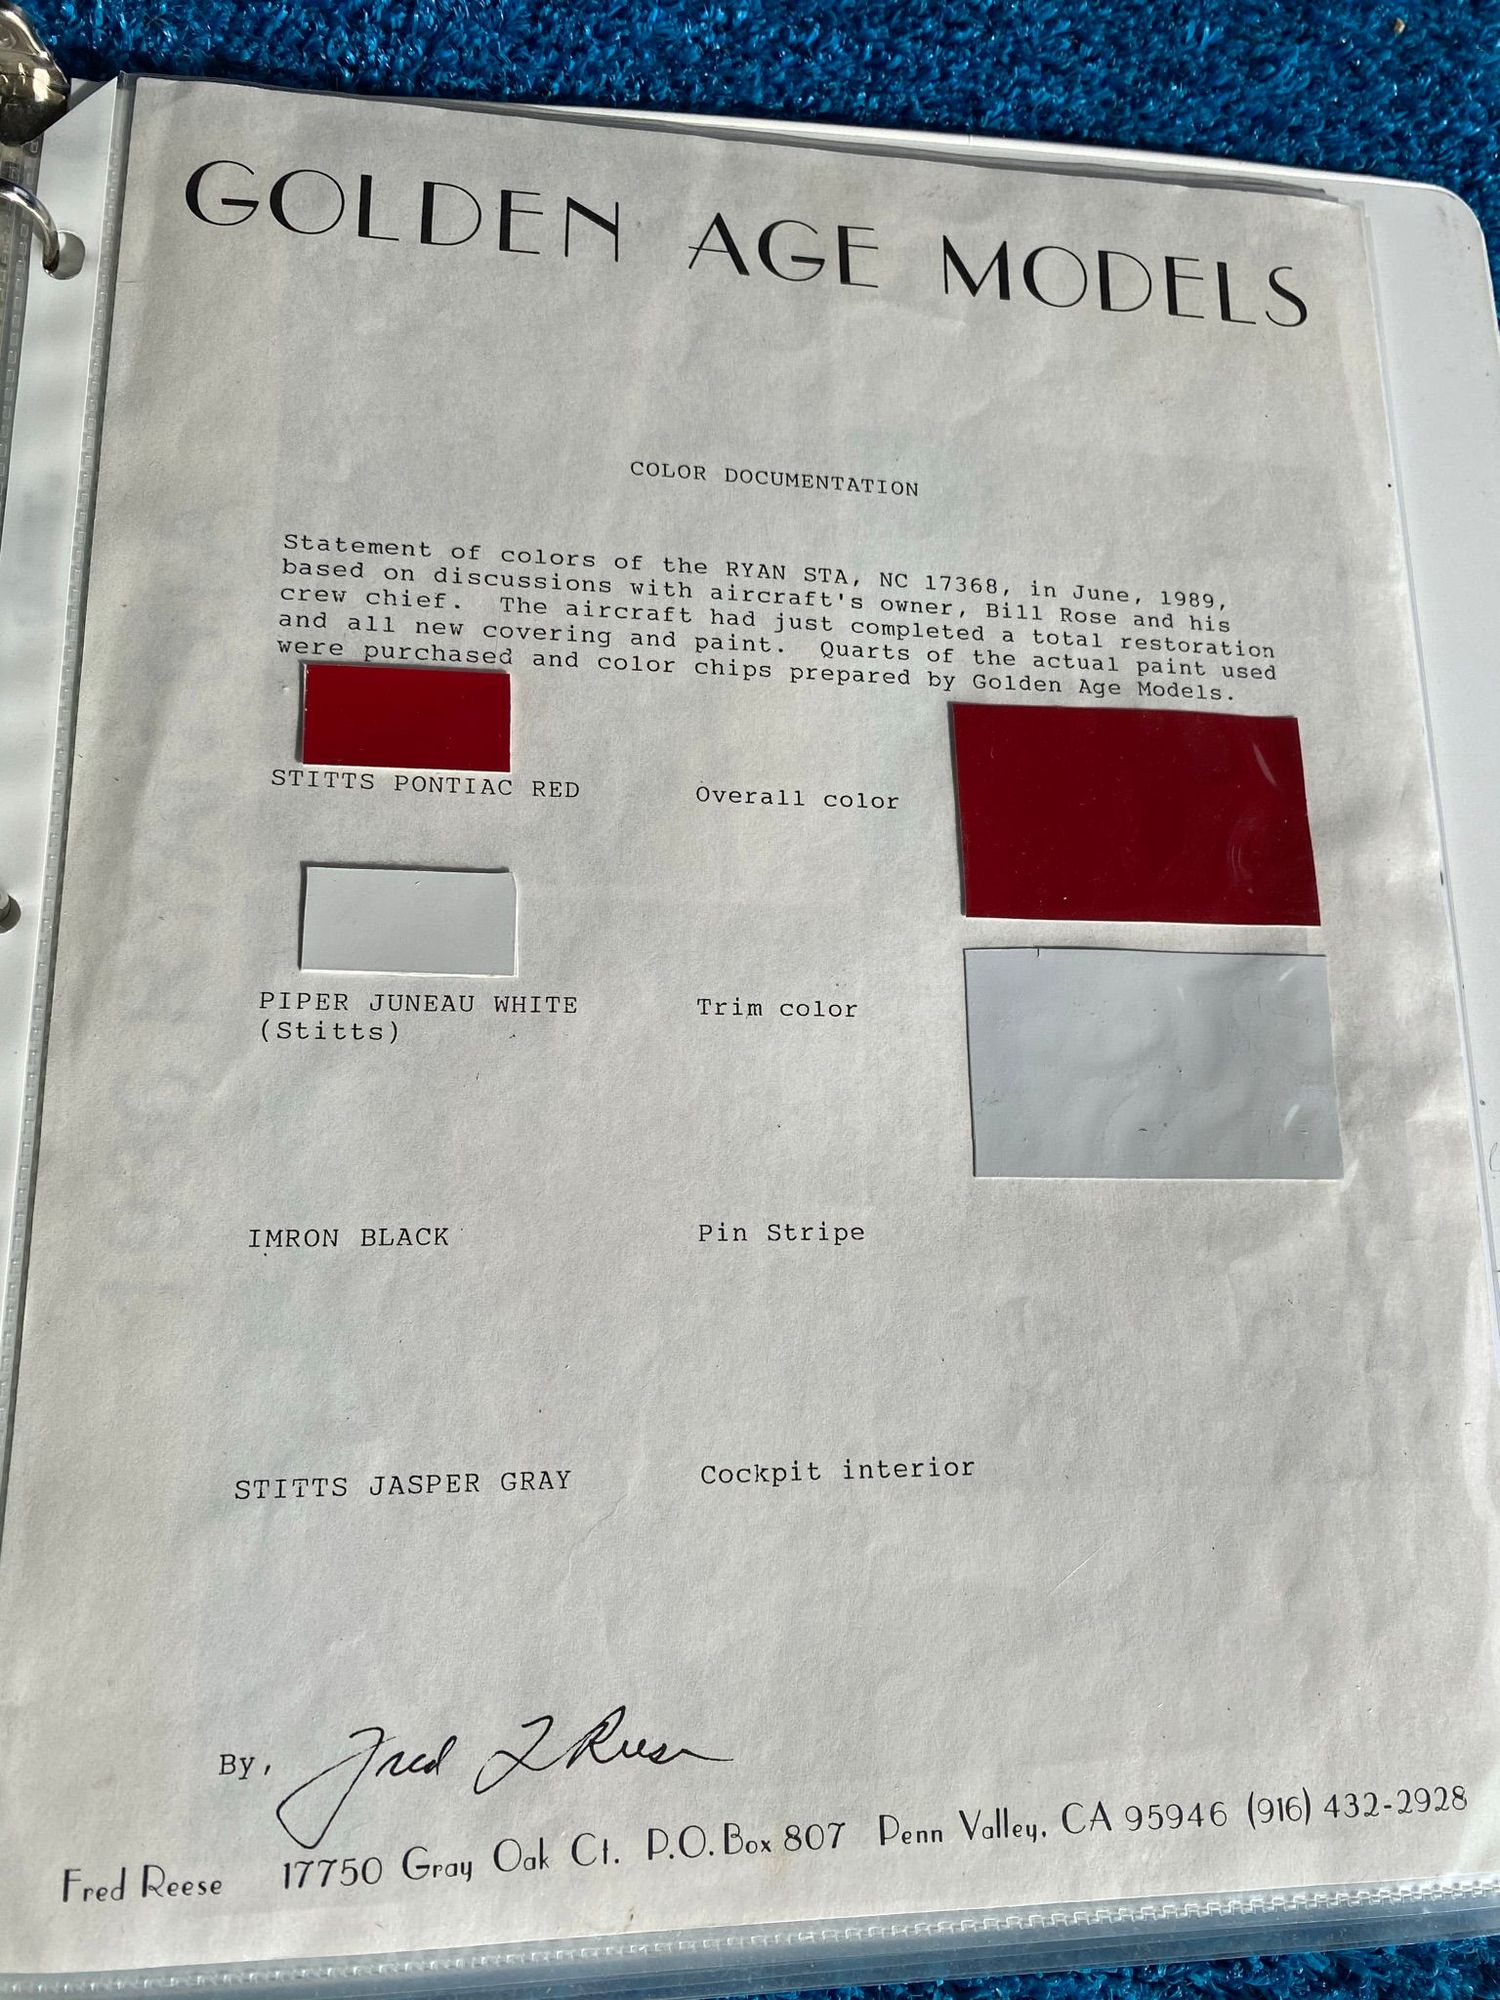 GOLDEN AGE MODELS
COLOR DOCUMENTATION
Statement of colors of the RYAN STA, NC 17368, in June, 1989,
based on discussions with aircraft's owner, Bill Rose and his
crew chief. The aircraft had just completed a total restoration
and all new covering and paint. Quarts of the actual paint used
were purchased and color chips prepared by Golden Age Models.
STITTS PONTIAC RED Overall color
PIPER JUNEAU WHITE Trim color
(Stitts)
IMRON BLACK Pin Stripe
STITTS JASPER GRAY Cockpit interior
By, Fred L Reese
Fred Reese 17750 Gray Oak Ct. P.O. Box 807 Penn Valley, CA 95946 (916) 432-2928